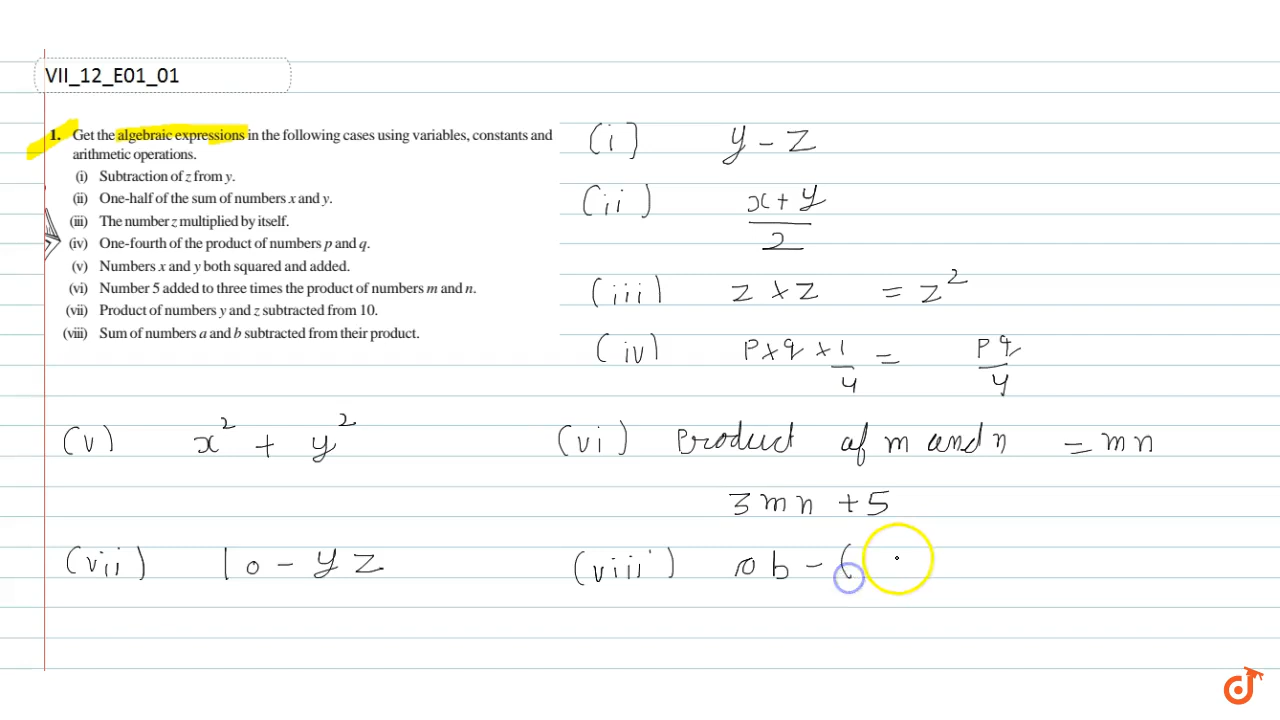 VII_12_E01_01
1. Get the algebraic expressions in the following cases using variables, constants and
arithmetic operations.
(i) Subtraction of z from y.
(ii) One-half of the sum of numbers x and y.
(iii) The number z multiplied by itself.
(iv) One-fourth of the product of numbers p and q.
(v) Numbers x and y both squared and added.
(vi) Number 5 added to three times the product of numbers m and n.
(vii) Product of numbers y and z subtracted from 10.
(viii) Sum of numbers a and b subtracted from their product.
(i) y - z
(ii) x + y
2
(iii) z × z = z²
(iv) p × q × 1/4 = pq/4
(v) x² + y²
(vi) Product of m and n = mn
3mn + 5
(vii) 10 - yz
(viii) ab - (